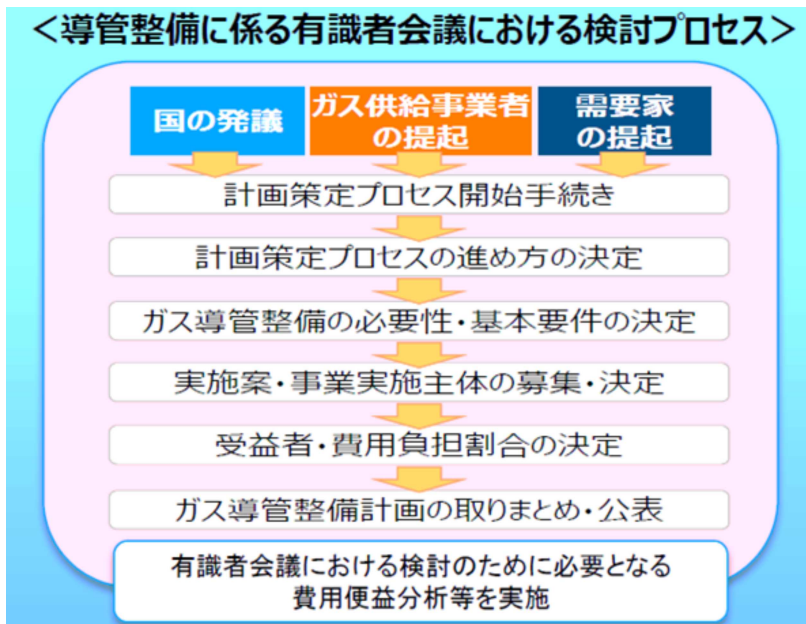 ＜導管整備に係る有識者会議における検討プロセス＞
国の発議
ガス供給事業者
の提起
需要家
の提起
計画策定プロセス開始手続き
計画策定プロセスの進め方の決定
ガス導管整備の必要性・基本要件の決定
実施案・事業実施主体の募集・決定
受益者・費用負担割合の決定
ガス導管整備計画の取りまとめ・公表
有識者会議における検討のために必要となる
費用便益分析等を実施